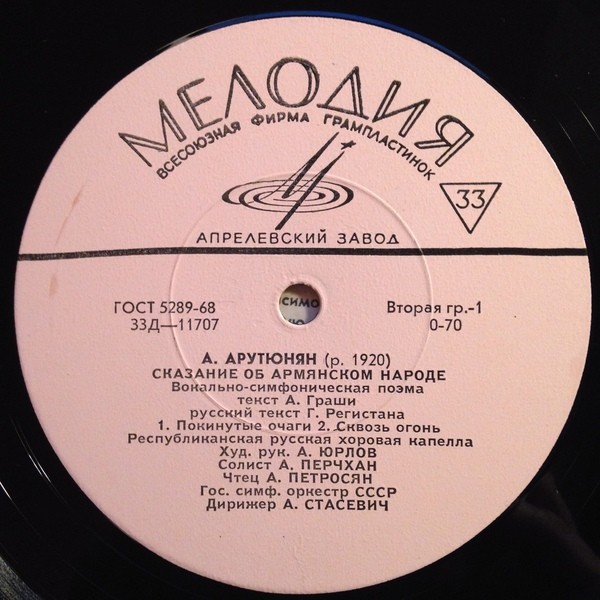 МЕЛОДИЯ
ВСЕСОЮЗНАЯ ФИРМА ГРАМПЛАСТИНОК
33
АПРЕЛЕВСКИЙ ЗАВОД
ГОСТ 5289-68
33Д—11707
симо
Вторая гр.-1
0-70
А. АРУТЮНЯН (р. 1920)
СКАЗАНИЕ ОБ АРМЯНСКОМ НАРОДЕ
Вокально-симфоническая поэма
текст А. Граши
русский текст Г. Регистана
1. Покинутые очаги 2. Сквозь огонь
Республиканская русская хоровая капелла
Худ. рук. А. ЮРЛОВ
Солист А. ПЕРЧХАН
Чтец А. ПЕТРОСЯН
Гос. симф. оркестр СССР
Дирижер А. СТАСЕВИЧ